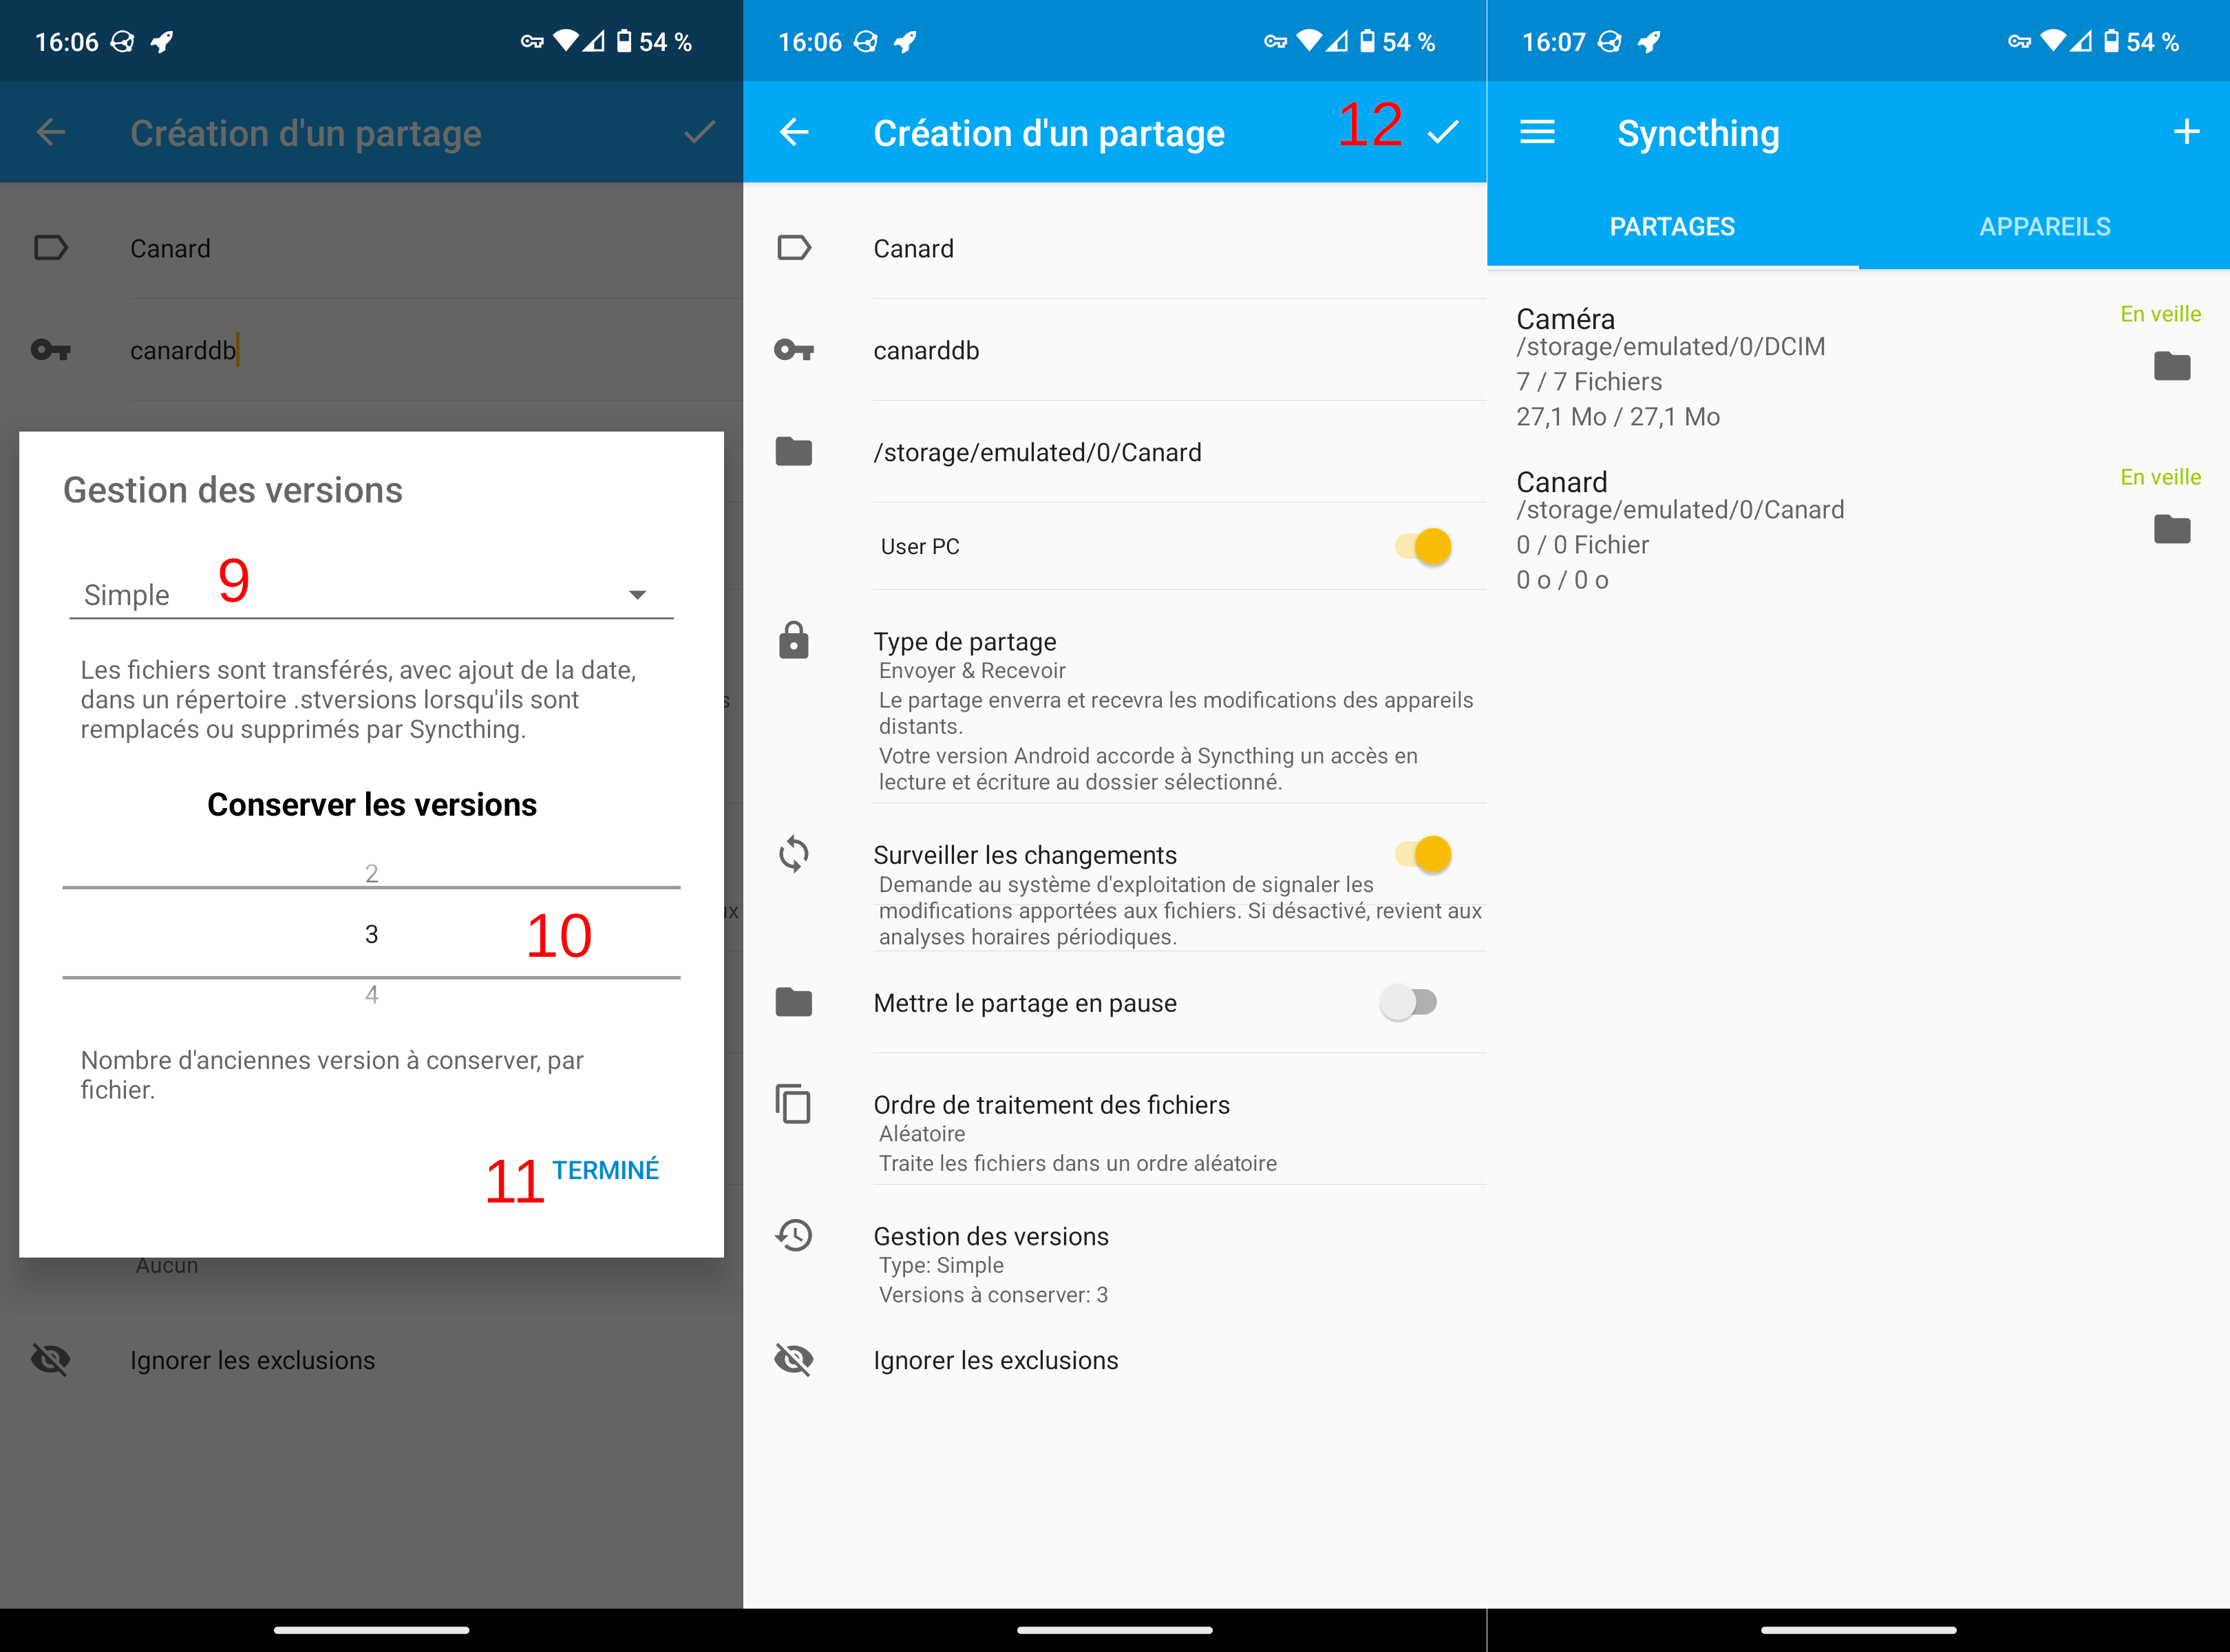 16:06
54 %
Création d'un partage
Canard
canarddb
Gestion des versions
9
Simple
Les fichiers sont transférés, avec ajout de la date,
dans un répertoire .stversions lorsqu'ils sont
remplacés ou supprimés par Syncthing.
s
Conserver les versions
2
3
10
ux
4
Nombre d'anciennes version à conserver, par
fichier.
11
TERMINÉ
Aucun
Ignorer les exclusions
16:06
54 %
Création d'un partage
12
Canard
canarddb
/storage/emulated/0/Canard
User PC
Type de partage
Envoyer & Recevoir
Le partage enverra et recevra les modifications des appareils
distants.
Votre version Android accorde à Syncthing un accès en
lecture et écriture au dossier sélectionné.
Surveiller les changements
Demande au système d'exploitation de signaler les
modifications apportées aux fichiers. Si désactivé, revient aux
analyses horaires périodiques.
Mettre le partage en pause
Ordre de traitement des fichiers
Aléatoire
Traite les fichiers dans un ordre aléatoire
Gestion des versions
Type: Simple
Versions à conserver: 3
Ignorer les exclusions
16:07
54 %
Syncthing
PARTAGES
APPAREILS
Caméra
En veille
/storage/emulated/0/DCIM
7 / 7 Fichiers
27,1 Mo / 27,1 Mo
Canard
En veille
/storage/emulated/0/Canard
0 / 0 Fichier
0 o / 0 o